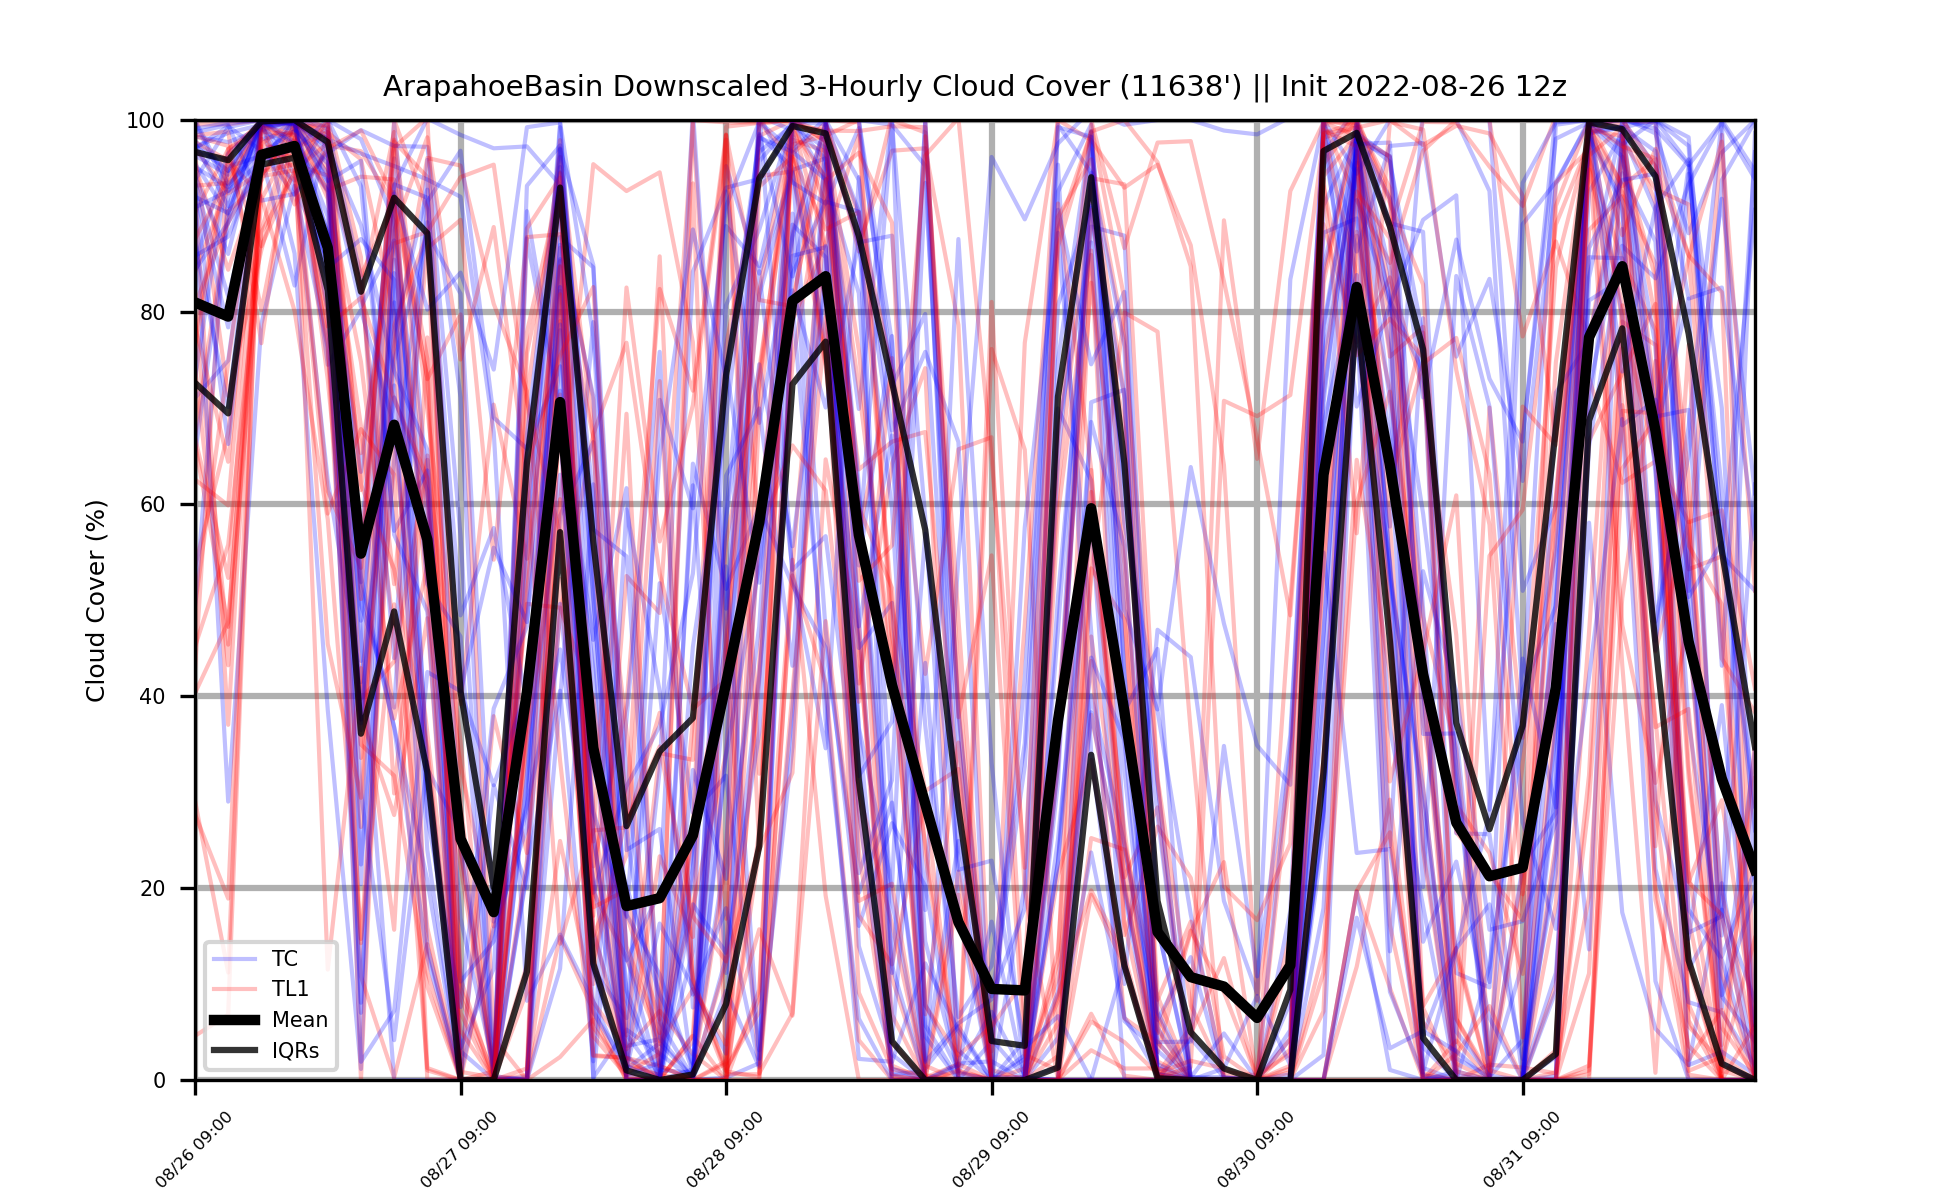 ArapahoeBasin Downscaled 3-Hourly Cloud Cover (11638') || Init 2022-08-26 12z
Cloud Cover (%)
100
80
60
40
20
0
TC
TL1
Mean
IQRs
08/26 09:00
08/27 09:00
08/28 09:00
08/29 09:00
08/30 09:00
08/31 09:00